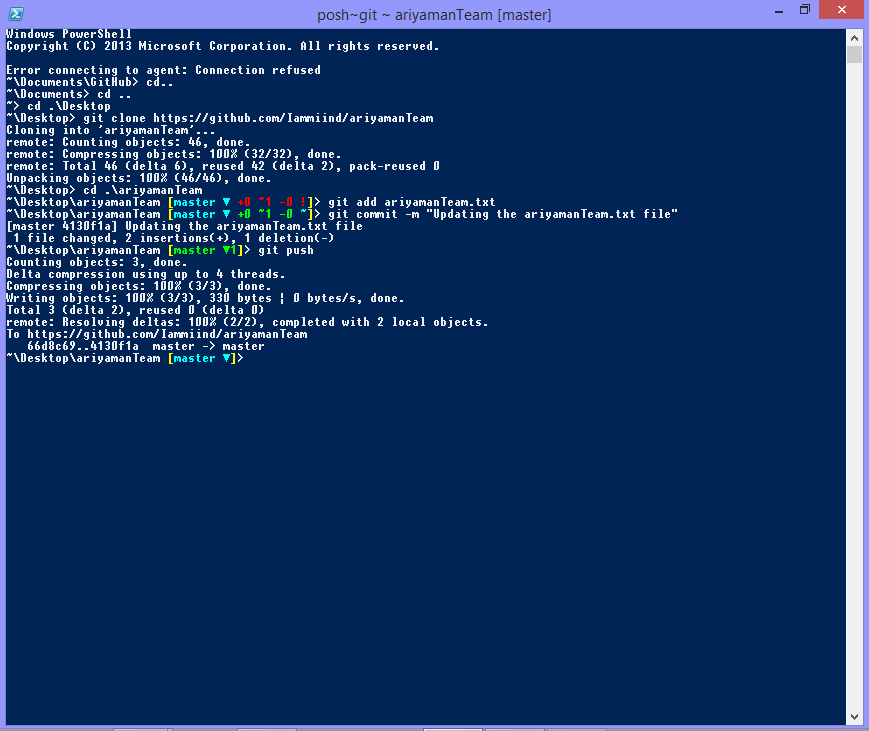 posh~git ~ ariyamanTeam [master]
Windows PowerShell
Copyright (C) 2013 Microsoft Corporation. All rights reserved.
Error connecting to agent: Connection refused
~\Documents\GitHub> cd..
~\Documents> cd ..
~> cd .\Desktop
~\Desktop> git clone https://github.com/Iammiind/ariyamanTeam
Cloning into 'ariyamanTeam'...
remote: Counting objects: 46, done.
remote: Compressing objects: 100% (32/32), done.
remote: Total 46 (delta 6), reused 42 (delta 2), pack-reused 0
Unpacking objects: 100% (46/46), done.
~\Desktop> cd .\ariyamanTeam
~\Desktop\ariyamanTeam [master ▼ +0 ~1 -0 !]> git add ariyamanTeam.txt
~\Desktop\ariyamanTeam [master ▼ +0 ~1 -0 ~]> git commit -m "Updating the ariyamanTeam.txt file"
[master 4130f1a] Updating the ariyamanTeam.txt file
 1 file changed, 2 insertions(+), 1 deletion(-)
~\Desktop\ariyamanTeam [master ▼1]> git push
Counting objects: 3, done.
Delta compression using up to 4 threads.
Compressing objects: 100% (3/3), done.
Writing objects: 100% (3/3), 330 bytes ¦ 0 bytes/s, done.
Total 3 (delta 2), reused 0 (delta 0)
remote: Resolving deltas: 100% (2/2), completed with 2 local objects.
To https://github.com/Iammiind/ariyamanTeam
   66d8c69..4130f1a  master -> master
~\Desktop\ariyamanTeam [master ▼]>